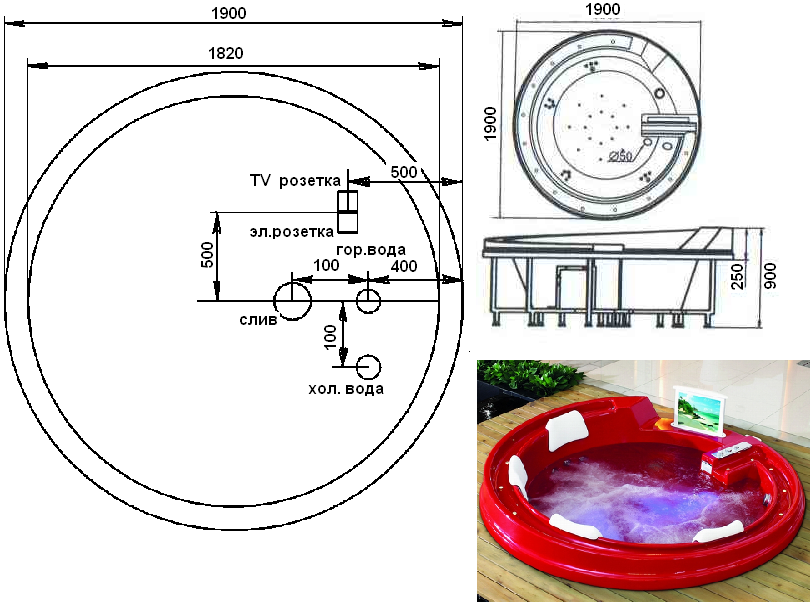 1900
1820
500
TV розетка
эл.розетка
гор.вода
500
100
400
слив
100
хол. вода
1900
1900
Ø50
250
900